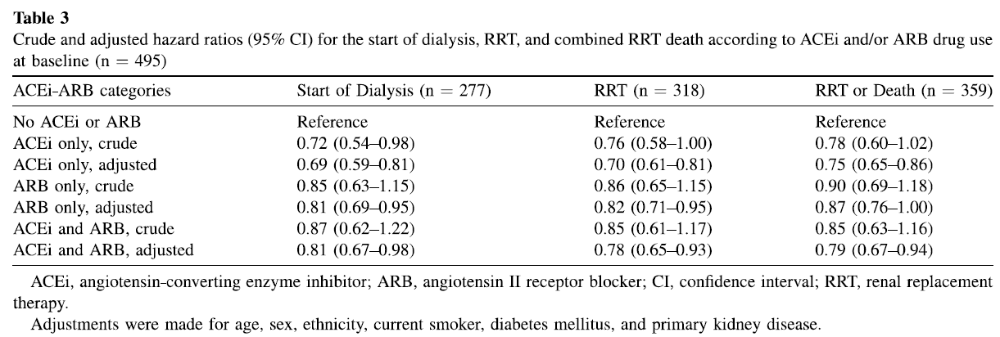 Table 3
Crude and adjusted hazard ratios (95% CI) for the start of dialysis, RRT, and combined RRT death according to ACEi and/or ARB drug use
at baseline (n = 495)
ACEi-ARB categories Start of Dialysis (n = 277) RRT (n = 318) RRT or Death (n = 359)
No ACEi or ARB Reference Reference Reference
ACEi only, crude 0.72 (0.54–0.98) 0.76 (0.58–1.00) 0.78 (0.60–1.02)
ACEi only, adjusted 0.69 (0.59–0.81) 0.70 (0.61–0.81) 0.75 (0.65–0.86)
ARB only, crude 0.85 (0.63–1.15) 0.86 (0.65–1.15) 0.90 (0.69–1.18)
ARB only, adjusted 0.81 (0.69–0.95) 0.82 (0.71–0.95) 0.87 (0.76–1.00)
ACEi and ARB, crude 0.87 (0.62–1.22) 0.85 (0.61–1.17) 0.85 (0.63–1.16)
ACEi and ARB, adjusted 0.81 (0.67–0.98) 0.78 (0.65–0.93) 0.79 (0.67–0.94)
ACEi, angiotensin-converting enzyme inhibitor; ARB, angiotensin II receptor blocker; CI, confidence interval; RRT, renal replacement
therapy.
Adjustments were made for age, sex, ethnicity, current smoker, diabetes mellitus, and primary kidney disease.